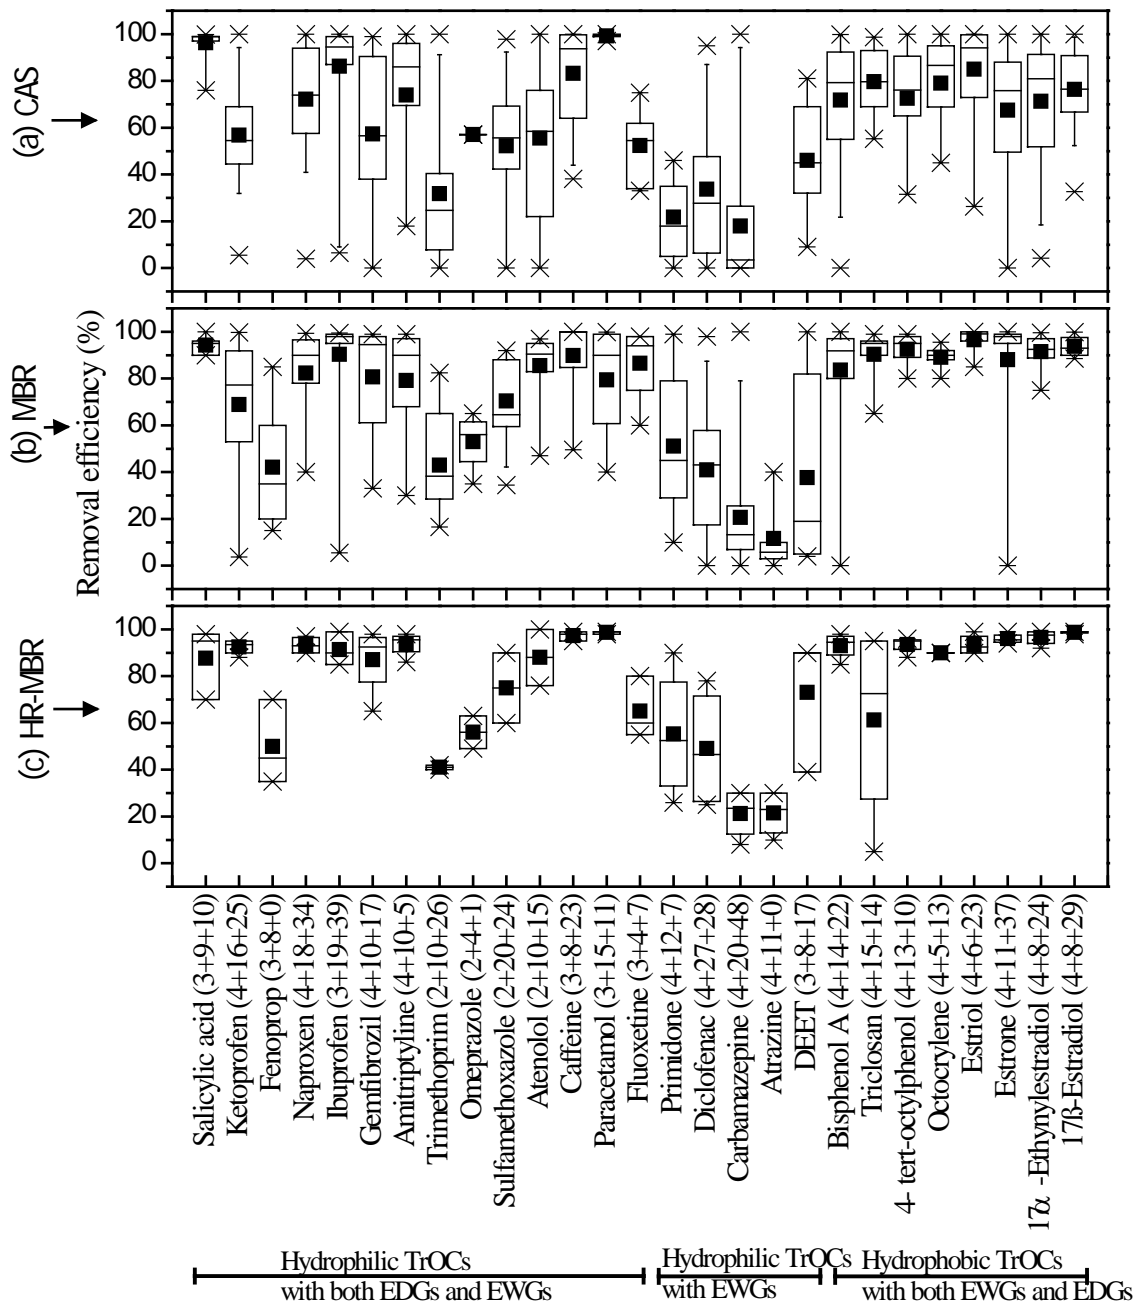 (a) CAS
100
80
60
40
20
0
(b) MBR
Removal efficiency (%)
100
80
60
40
20
0
(c) HR-MBR
100
80
60
40
20
0
Salicylic acid (3+9+10)
Ketoprofen (4+16+25)
Fenoprop (3+8+0)
Naproxen (4+18+34)
Ibuprofen (3+19+39)
Gemfibrozil (4+10+17)
Amitriptyline (4+10+5)
Trimethoprim (2+10+26)
Omeprazole (2+4+1)
Sulfamethoxazole (2+20+24)
Atenolol (2+10+15)
Caffeine (3+8+23)
Paracetamol (3+15+11)
Fluoxetine (3+4+7)
Primidone (4+12+7)
Diclofenac (4+27+28)
Carbamazepine (4+20+48)
Atrazine (4+11+0)
DEET (3+8+17)
Bisphenol A (4+14+22)
Triclosan (4+15+14)
4- tert-octylphenol (4+13+10)
Octocrylene (4+5+13)
Estriol (4+6+23)
Estrone (4+11+37)
17α -Ethynylestradiol (4+8+24)
17ß-Estradiol (4+8+29)
Hydrophilic TrOCs
with both EDGs and EWGs
Hydrophilic TrOCs
with EWGs
Hydrophobic TrOCs
with both EWGs and EDGs